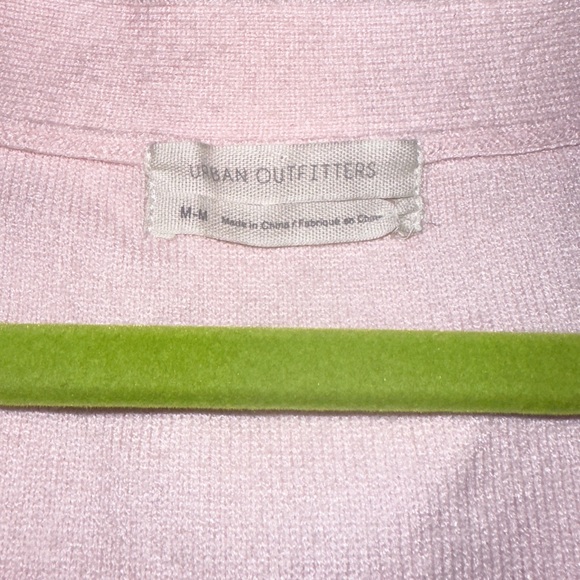 URBAN OUTFITTERS
M-M Made in China / Fabriqué en Chine